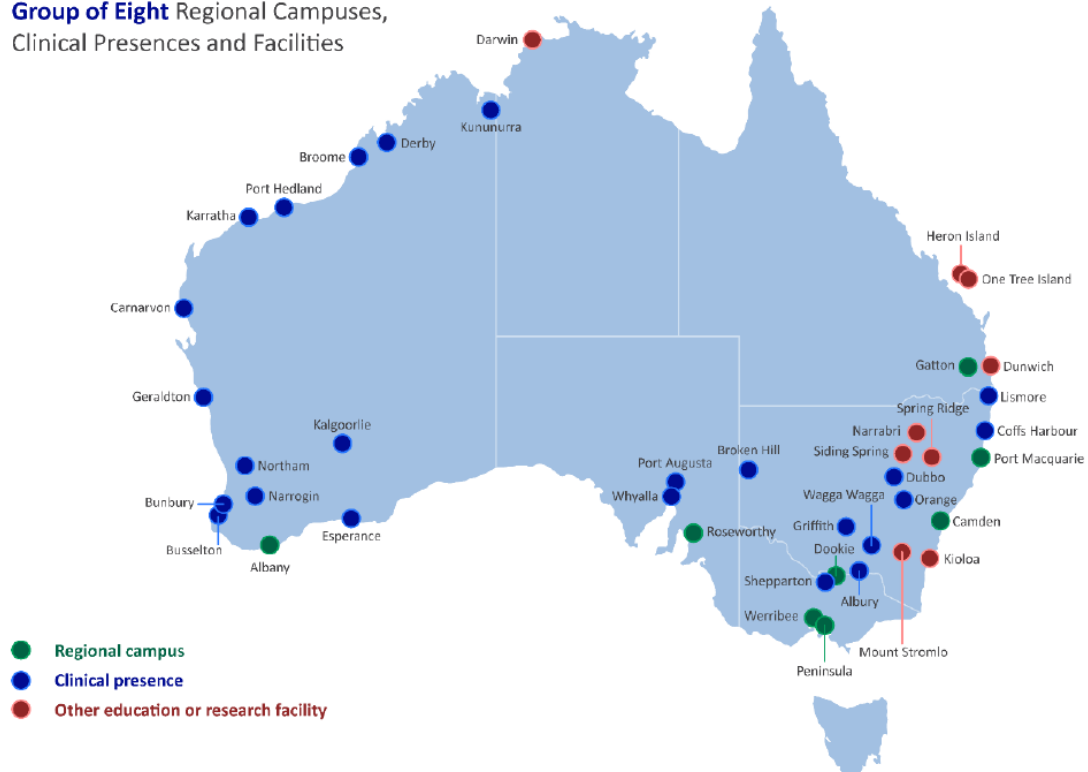 Group of Eight Regional Campuses,
Clinical Presences and Facilities
Darwin
Kununurra
Derby
Broome
Port Hedland
Karratha
Heron Island
One Tree Island
Carnarvon
Gatton
Dunwich
Geraldton
Lismore
Spring Ridge
Kalgoorlie
Narrabri
Coffs Harbour
Broken Hill
Siding Spring
Port Macquarie
Northam
Port Augusta
Dubbo
Bunbury
Narrogin
Whyalla
Wagga Wagga
Orange
Griffith
Camden
Busselton
Esperance
Roseworthy
Dookie
Kioloa
Albany
Shepparton
Albury
Werribee
Mount Stromlo
Peninsula
Regional campus
Clinical presence
Other education or research facility